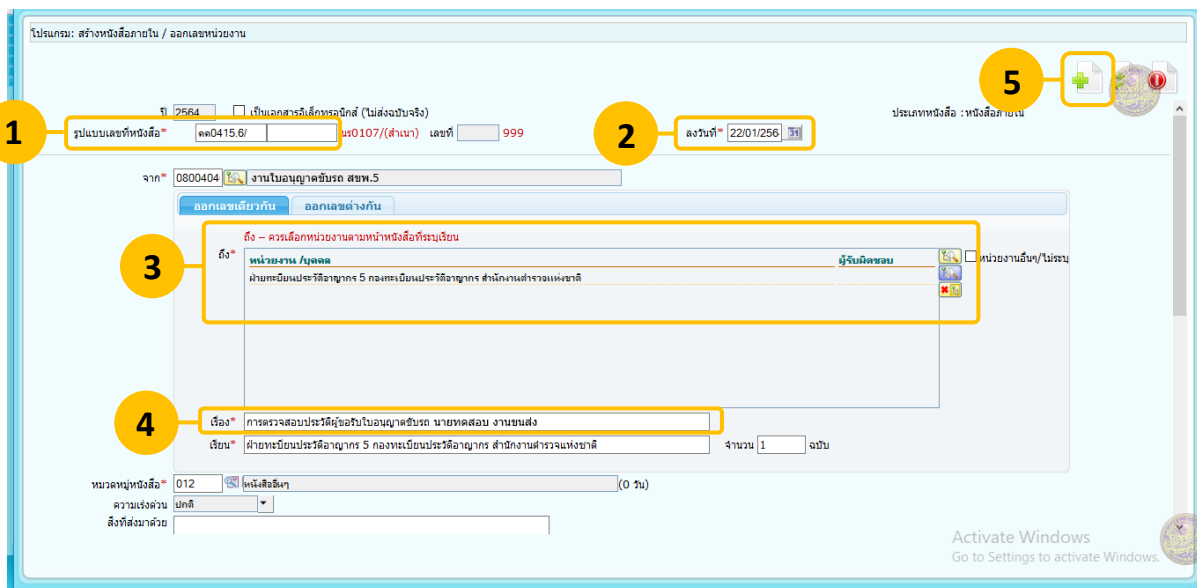 โปรแกรม: สร้างหนังสือภายใน / ออกเลขหน่วยงาน
5
ปี 2564 เป็นเอกสารอิเล็กทรอนิกส์ (ไม่ส่งฉบับจริง) ประเภทหนังสือ :หนังสือภายใน
1 รูปแบบเลขที่หนังสือ* คค0415.6/ นร0107/(สำเนา) เลขที่ 999 2 ลงวันที่* 22/01/256
จาก* 0800404 งานใบอนุญาตขับรถ สขพ.5
ออกเลขเดียวกัน ออกเลขต่างกัน
ถึง – ควรเลือกหน่วยงานตามหน้าหนังสือที่ระบุเรียน
3 ถึง* หน่วยงาน /บุคคล ผู้รับผิดชอบ หน่วยงานอื่นๆ/ไม่ระบุ
ฝ่ายทะเบียนประวัติอาญากร 5 กองทะเบียนประวัติอาญากร สำนักงานตำรวจแห่งชาติ
4 เรื่อง* การตรวจสอบประวัติผู้ขอรับใบอนุญาตขับรถ นายทดสอบ งานขนส่ง
เรียน* ฝ่ายทะเบียนประวัติอาญากร 5 กองทะเบียนประวัติอาญากร สำนักงานตำรวจแห่งชาติ จำนวน 1 ฉบับ
หมวดหมู่หนังสือ* 012 หนังสืออื่นๆ (0 วัน)
ความเร่งด่วน ปกติ
สิ่งที่ส่งมาด้วย
Activate Windows
Go to Settings to activate Windows.